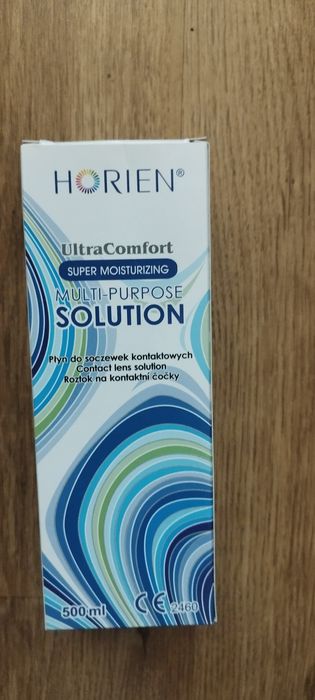 HORIEN®
UltraComfort
SUPER MOISTURIZING
MULTI-PURPOSE
SOLUTION
Płyn do soczewek kontaktowych
Contact lens solution
Roztok na kontaktní čočky
500 ml CE 2460